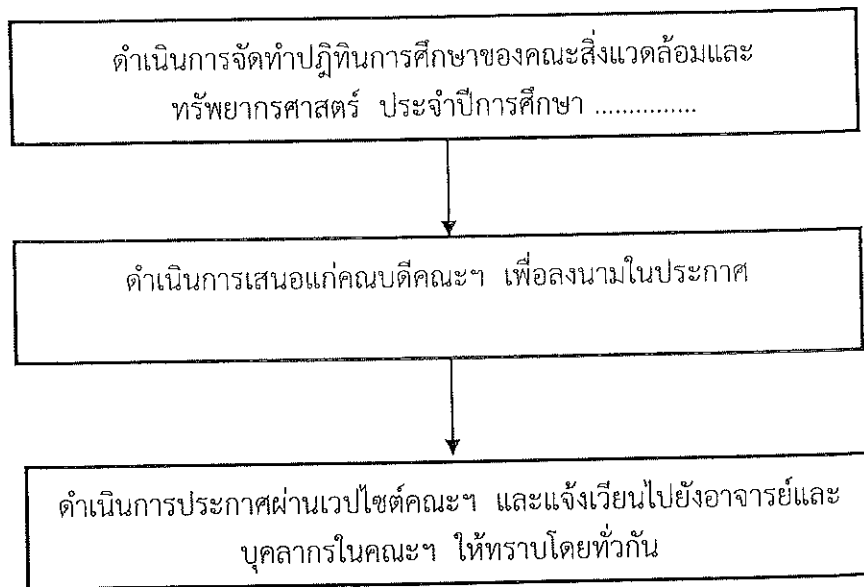 ดำเนินการจัดทำปฏิทินการศึกษาของคณะสิ่งแวดล้อมและ
ทรัพยากรศาสตร์ ประจำปีการศึกษา ...............
ดำเนินการเสนอแก่คณบดีคณะฯ เพื่อลงนามในประกาศ
ดำเนินการประกาศผ่านเวปไซต์คณะฯ และแจ้งเวียนไปยังอาจารย์และ
บุคลากรในคณะฯ ให้ทราบโดยทั่วกัน